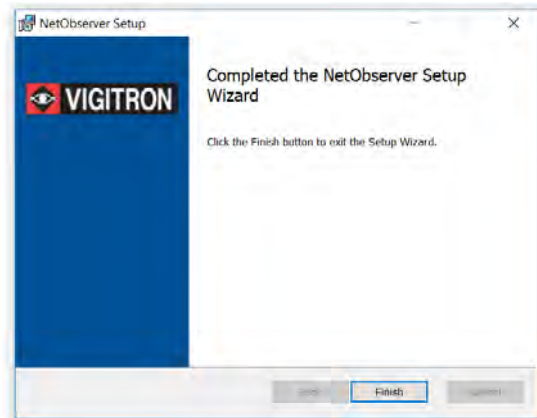 NetObserver Setup
VIGITRON
Completed the NetObserver Setup
Wizard
Click the Finish button to exit the Setup Wizard.
Finish